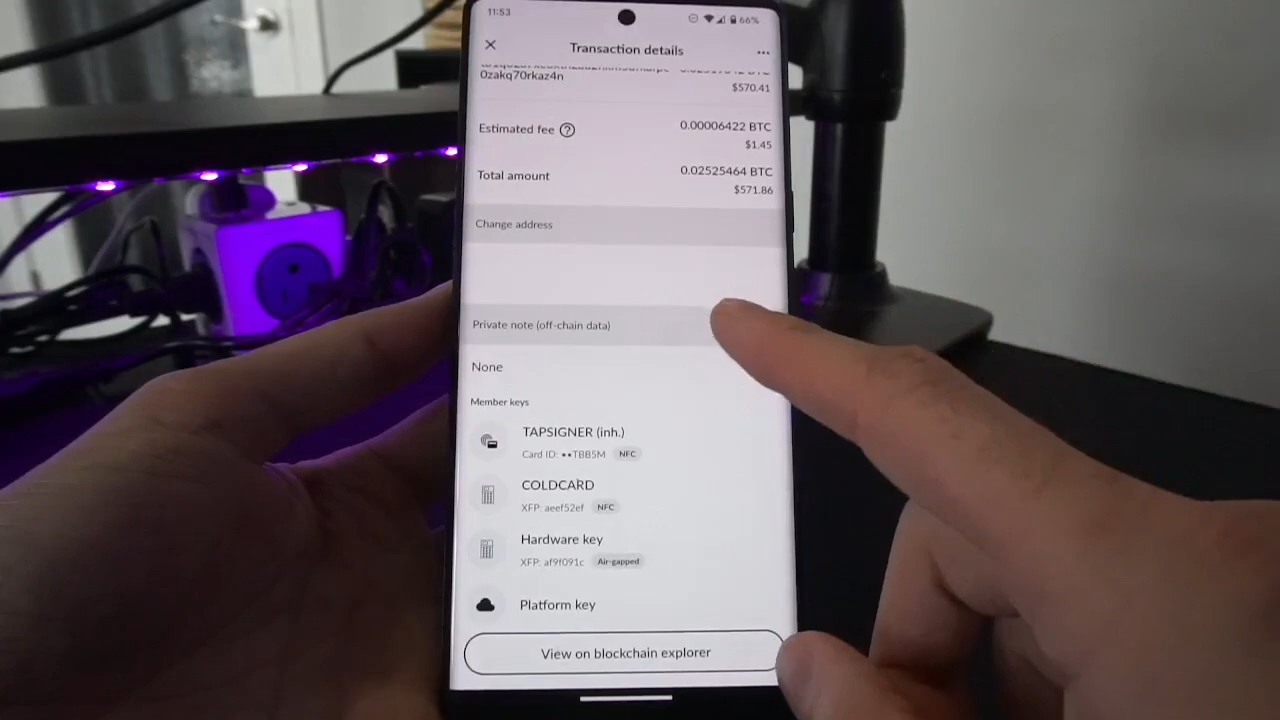 11:53
66%
Transaction details
0zakq70rkaz4n
$570.41
Estimated fee ?
0.00006422 BTC
$1.45
Total amount
0.02525464 BTC
$571.86
Change address
Private note (off-chain data)
None
Member keys
TAPSIGNER (inh.)
Card ID: ••TBB5M NFC
COLDCARD
XFP: aeef52ef NFC
Hardware key
XFP: af9f091c Air-gapped
Platform key
View on blockchain explorer